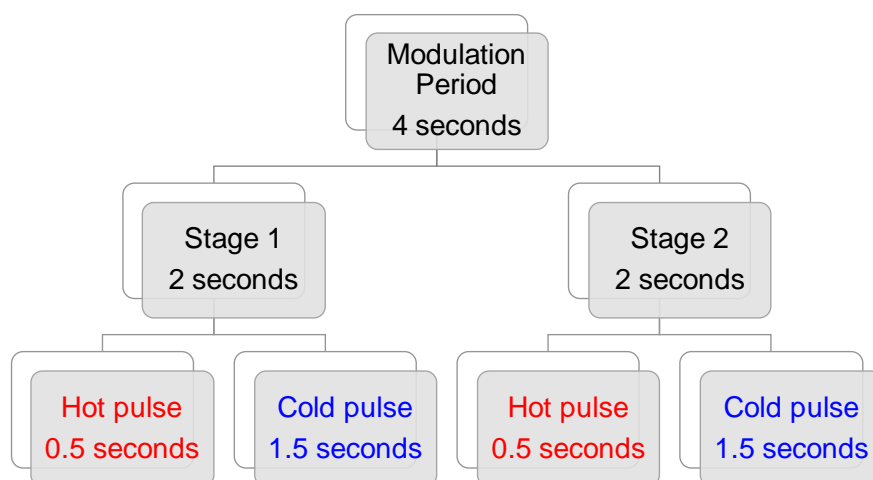 Modulation
Period
4 seconds
Stage 1
2 seconds
Stage 2
2 seconds
Hot pulse
0.5 seconds
Cold pulse
1.5 seconds
Hot pulse
0.5 seconds
Cold pulse
1.5 seconds